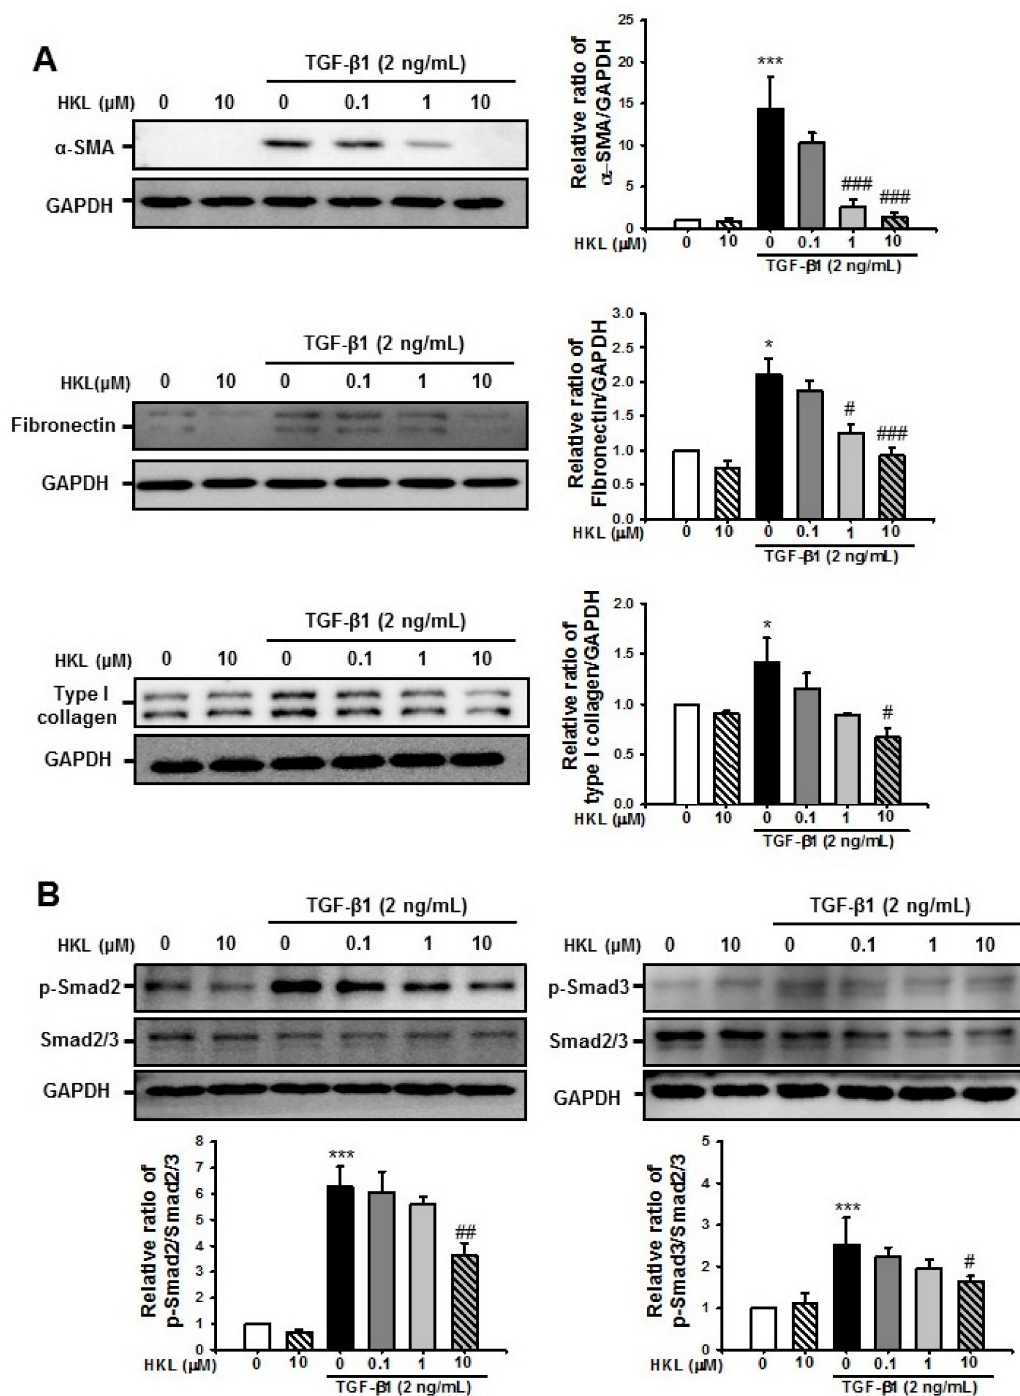 A
TGF-β1 (2 ng/mL)
HKL (μM) 0 10 0 0.1 1 10
α-SMA
GAPDH
Relative ratio of
α-SMA/GAPDH
25
20
15
10
5
0
***
###
###
HKL (μM) 0 10 0 0.1 1 10
TGF-β1 (2 ng/mL)
TGF-β1 (2 ng/mL)
HKL(μM) 0 10 0 0.1 1 10
Fibronectin
GAPDH
Relative ratio of
Fibronectin/GAPDH
3.0
2.5
2.0
1.5
1.0
0.5
0.0
*
#
###
HKL (μM) 0 10 0 0.1 1 10
TGF-β1 (2 ng/mL)
TGF-β1 (2 ng/mL)
HKL (μM) 0 10 0 0.1 1 10
Type I
collagen
GAPDH
Relative ratio of
type I collagen/GAPDH
2.0
1.5
1.0
0.5
0.0
*
#
HKL (μM) 0 10 0 0.1 1 10
TGF-β1 (2 ng/mL)
B
TGF-β1 (2 ng/mL)
HKL (μM) 0 10 0 0.1 1 10
p-Smad2
Smad2/3
GAPDH
Relative ratio of
p-Smad2/Smad2/3
8
7
6
5
4
3
2
1
0
***
##
HKL (μM) 0 10 0 0.1 1 10
TGF-β1 (2 ng/mL)
TGF-β1 (2 ng/mL)
HKL (μM) 0 10 0 0.1 1 10
p-Smad3
Smad2/3
GAPDH
Relative ratio of
p-Smad3/Smad2/3
5
4
3
2
1
0
***
#
HKL (μM) 0 10 0 0.1 1 10
TGF-β1 (2 ng/mL)